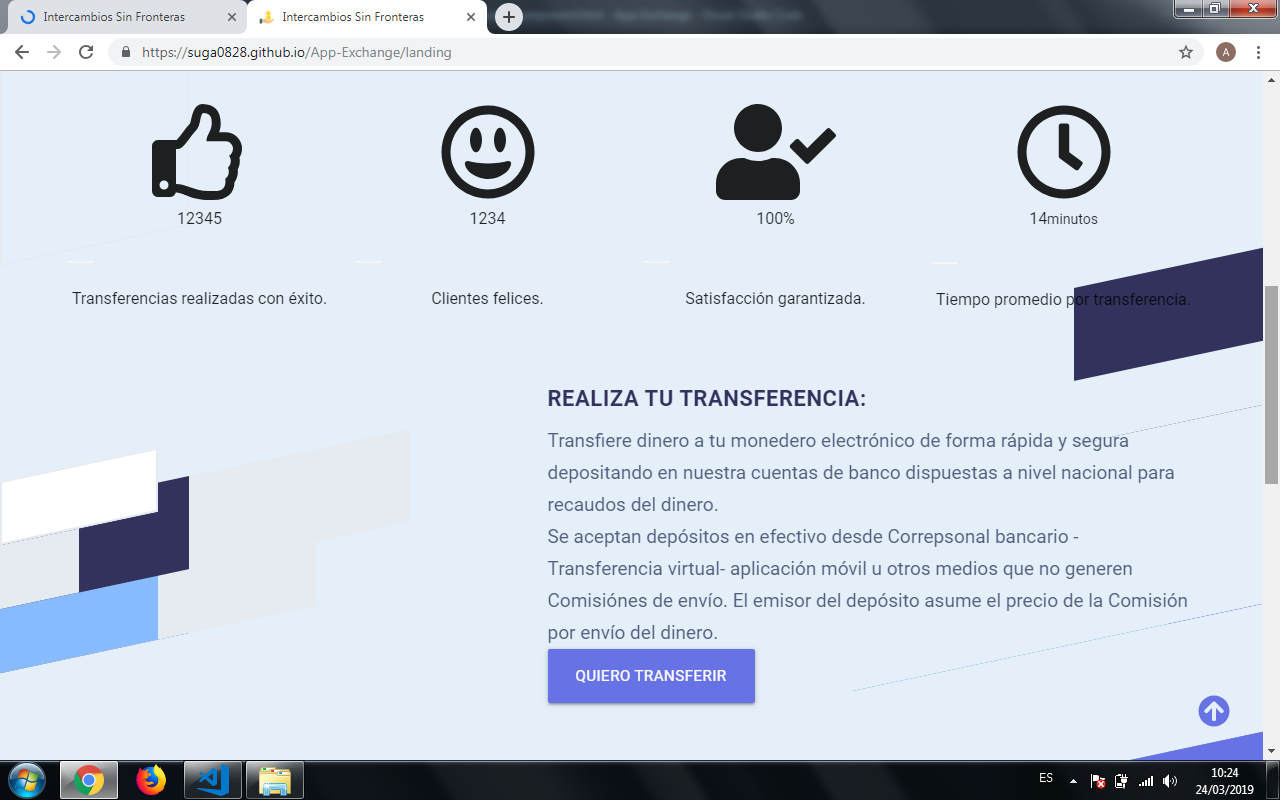 Intercambios Sin Fronteras
Intercambios Sin Fronteras
https://suga0828.github.io/App-Exchange/landing
A
12345
1234
100%
14minutos
Transferencias realizadas con éxito.
Clientes felices.
Satisfacción garantizada.
Tiempo promedio por transferencia.
REALIZA TU TRANSFERENCIA:
Transfiere dinero a tu monedero electrónico de forma rápida y segura
depositando en nuestra cuentas de banco dispuestas a nivel nacional para
recaudos del dinero.
Se aceptan depósitos en efectivo desde Correpsonal bancario -
Transferencia virtual- aplicación móvil u otros medios que no generen
Comisiónes de envío. El emisor del depósito asume el precio de la Comisión
por envío del dinero.
QUIERO TRANSFERIR
ES
10:24
24/03/2019